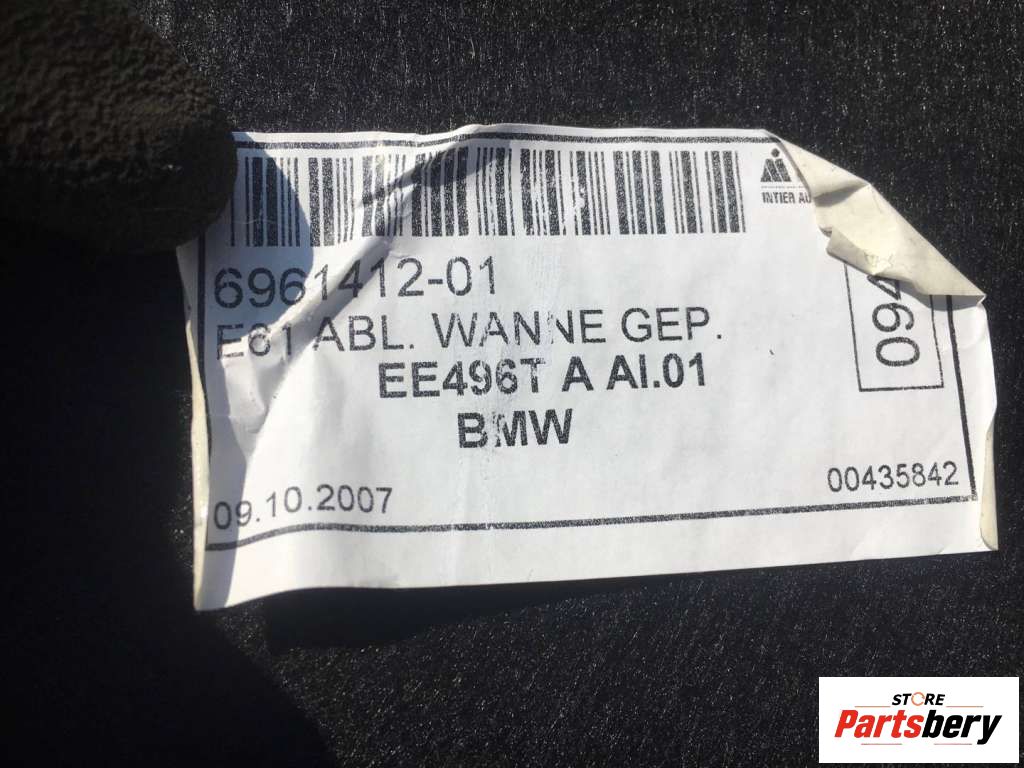 INTIER AU
6961412-01
E61 ABL. WANNE GEP.
EE496T A AI.01
BMW
094
09.10.2007
00435842
STORE
Partsbery